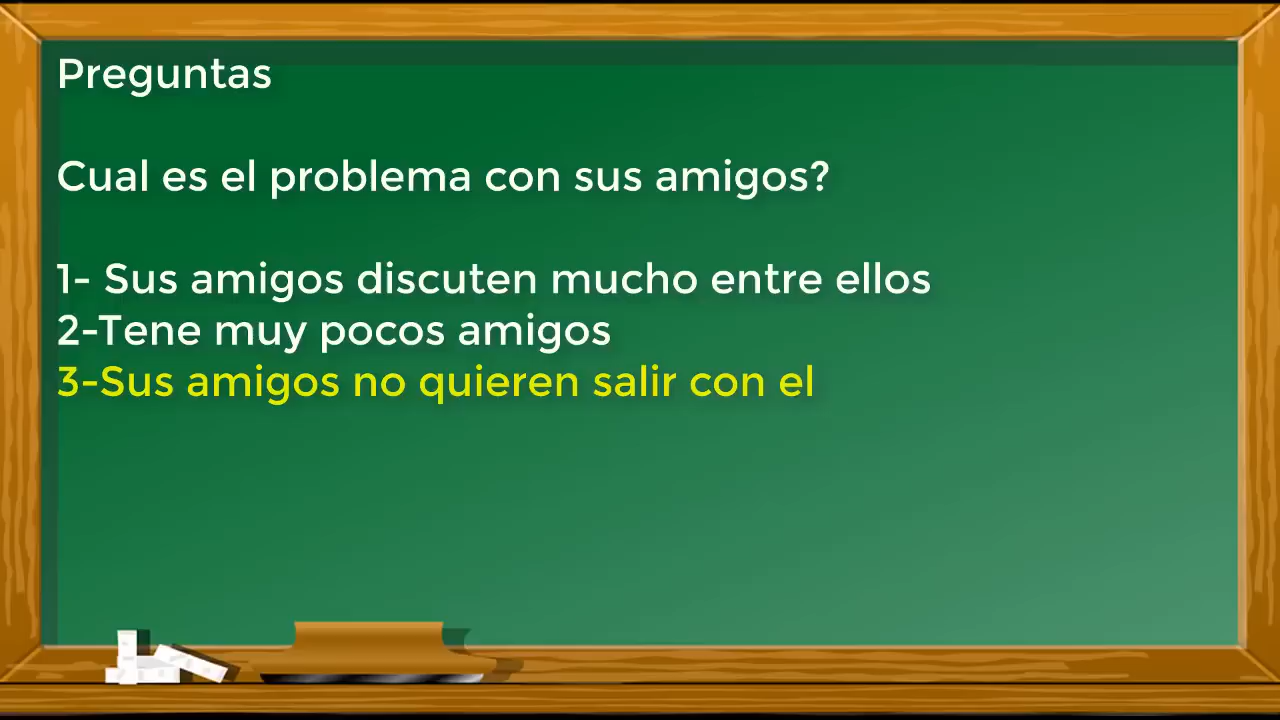 Preguntas
Cual es el problema con sus amigos?
1- Sus amigos discuten mucho entre ellos
2-Tene muy pocos amigos
3-Sus amigos no quieren salir con el